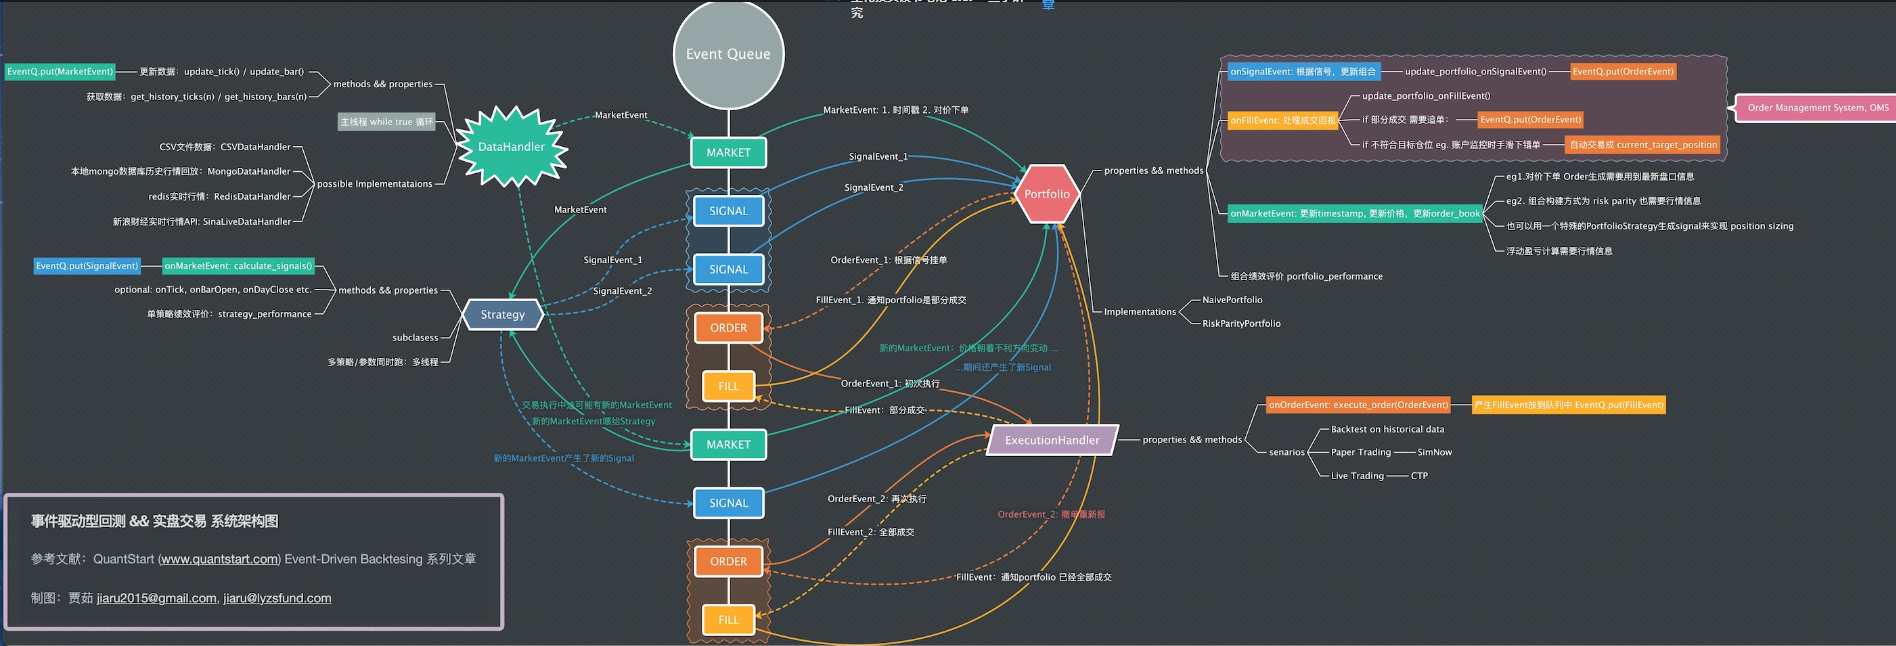 究
章
Event Queue
EventQ.put(MarketEvent)
更新数据：update_tick() / update_bar()
获取数据：get_history_ticks(n) / get_history_bars(n)
methods && properties
主线程 while true 循环
DataHandler
CSV文件数据：CSVDataHandler
本地mongo数据库历史行情回放：MongoDataHandler
redis实时行情：RedisDataHandler
新浪财经实时行情API: SinaLiveDataHandler
possible Implementataions
EventQ.put(SignalEvent)
onMarketEvent: calculate_signals()
optional: onTick, onBarOpen, onDayClose etc.
单策略绩效评价：strategy_performance
methods && properties
subclasess
多策略/参数同时跑：多线程
Strategy
MarketEvent
MarketEvent
SignalEvent_1
SignalEvent_2
交易执行中途可能有新的MarketEvent
新的MarketEvent喂给Strategy
新的MarketEvent产生了新的Signal
MARKET
SIGNAL
SIGNAL
ORDER
FILL
MARKET
SIGNAL
ORDER
FILL
MarketEvent: 1. 时间戳 2. 对价下单
SignalEvent_1
SignalEvent_2
OrderEvent_1: 根据信号挂单
FillEvent_1. 通知portfolio是部分成交
新的MarketEvent：价格朝着不利方向变动 ...
...期间还产生了新Signal
OrderEvent_1: 初次执行
FillEvent：部分成交
OrderEvent_2: 再次执行
FillEvent_2: 全部成交
OrderEvent_2: 撤单重新报
FillEvent：通知portfolio 已经全部成交
Portfolio
properties && methods
onSignalEvent: 根据信号，更新组合
update_portfolio_onSignalEvent()
EventQ.put(OrderEvent)
onFillEvent: 处理成交回报
update_portfolio_onFillEvent()
if 部分成交 需要追单：
EventQ.put(OrderEvent)
if 不符合目标仓位 eg. 账户监控时手滑下错单
自动交易成 current_target_position
Order Management System, OMS
onMarketEvent: 更新timestamp, 更新价格，更新order_book
eg1.对价下单 Order生成需要用到最新盘口信息
eg2. 组合构建方式为 risk parity 也需要行情信息
也可以用一个特殊的PortfolioStrategy生成signal来实现 position sizing
浮动盈亏计算需要行情信息
组合绩效评价 portfolio_performance
Implementations
NaivePortfolio
RiskParityPortfolio
ExecutionHandler
properties && methods
onOrderEvent: execute_order(OrderEvent)
产生FillEvent放到队列中 EventQ.put(FillEvent)
senarios
Backtest on historical data
Paper Trading
SimNow
Live Trading
CTP
事件驱动型回测 && 实盘交易 系统架构图
参考文献：QuantStart (www.quantstart.com) Event-Driven Backtesing 系列文章
制图：贾茹 jiaru2015@gmail.com, jiaru@lyzsfund.com